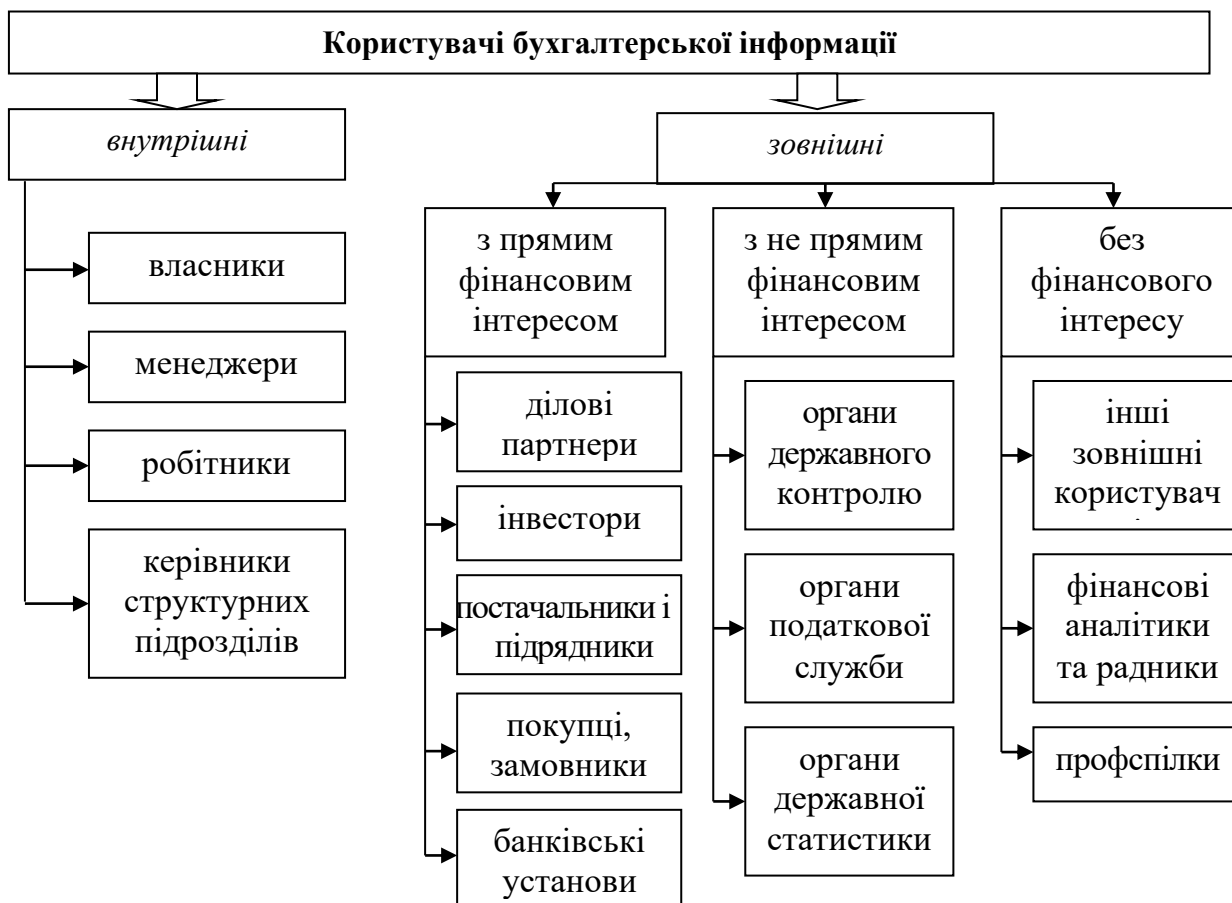 Користувачі бухгалтерської інформації
внутрішні
зовнішні
власники
менеджери
робітники
керівники
структурних
підрозділів
з прямим
фінансовим
інтересом
ділові
партнери
інвестори
постачальники і
підрядники
покупці,
замовники
банківські
установи
з не прямим
фінансовим
інтересом
органи
державного
контролю
органи
податкової
служби
органи
державної
статистики
без
фінансового
інтересу
інші
зовнішні
користувач
фінансові
аналітики
та радники
профспілки